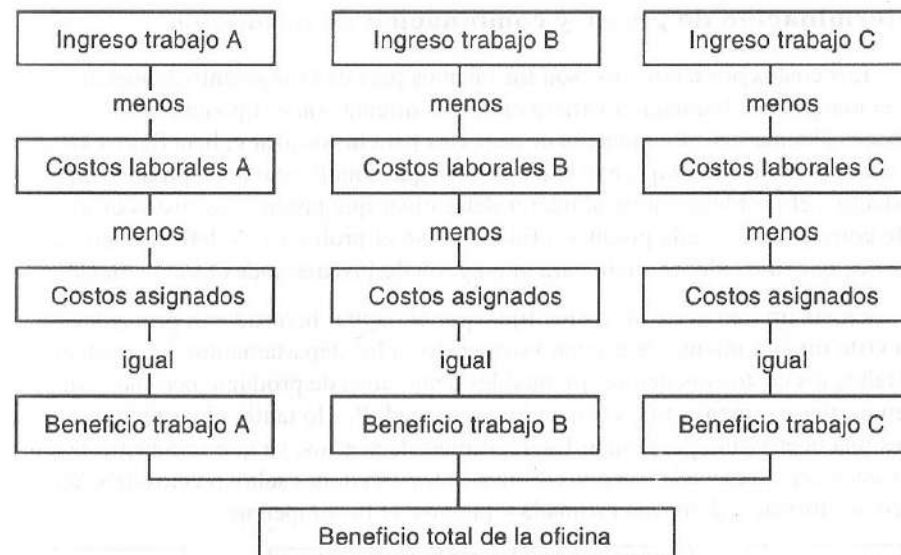 Ingreso trabajo A Ingreso trabajo B Ingreso trabajo C
menos menos menos
Costos laborales A Costos laborales B Costos laborales C
menos menos menos
Costos asignados Costos asignados Costos asignados
igual igual igual
Beneficio trabajo A Beneficio trabajo B Beneficio trabajo C
Beneficio total de la oficina